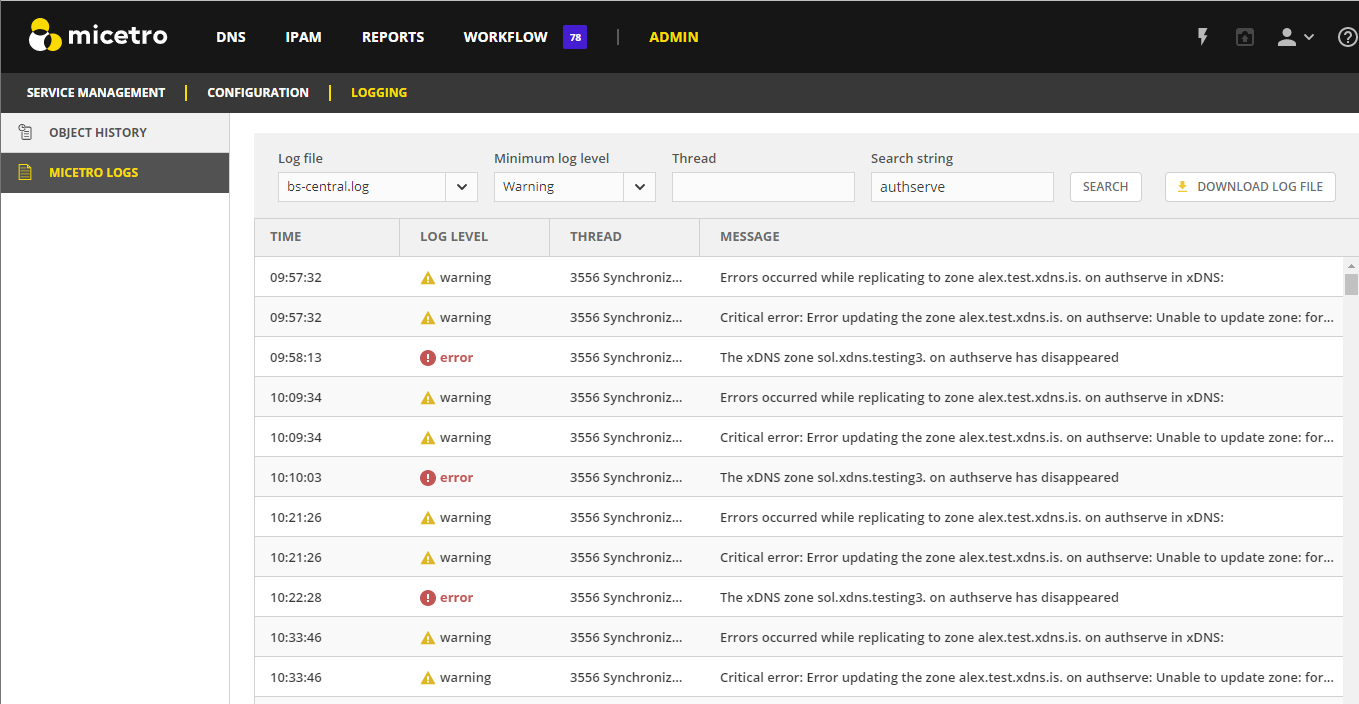 micetro DNS IPAM REPORTS WORKFLOW 78 | ADMIN
SERVICE MANAGEMENT | CONFIGURATION | LOGGING
OBJECT HISTORY
MICETRO LOGS
Log file Minimum log level Thread Search string
bs-central.log Warning authserve SEARCH DOWNLOAD LOG FILE
TIME LOG LEVEL THREAD MESSAGE
09:57:32 warning 3556 Synchroniz... Errors occurred while replicating to zone alex.test.xdns.is. on authserve in xDNS:
09:57:32 warning 3556 Synchroniz... Critical error: Error updating the zone alex.test.xdns.is. on authserve: Unable to update zone: for...
09:58:13 error 3556 Synchroniz... The xDNS zone sol.xdns.testing3. on authserve has disappeared
10:09:34 warning 3556 Synchroniz... Errors occurred while replicating to zone alex.test.xdns.is. on authserve in xDNS:
10:09:34 warning 3556 Synchroniz... Critical error: Error updating the zone alex.test.xdns.is. on authserve: Unable to update zone: for...
10:10:03 error 3556 Synchroniz... The xDNS zone sol.xdns.testing3. on authserve has disappeared
10:21:26 warning 3556 Synchroniz... Errors occurred while replicating to zone alex.test.xdns.is. on authserve in xDNS:
10:21:26 warning 3556 Synchroniz... Critical error: Error updating the zone alex.test.xdns.is. on authserve: Unable to update zone: for...
10:22:28 error 3556 Synchroniz... The xDNS zone sol.xdns.testing3. on authserve has disappeared
10:33:46 warning 3556 Synchroniz... Errors occurred while replicating to zone alex.test.xdns.is. on authserve in xDNS:
10:33:46 warning 3556 Synchroniz... Critical error: Error updating the zone alex.test.xdns.is. on authserve: Unable to update zone: for...